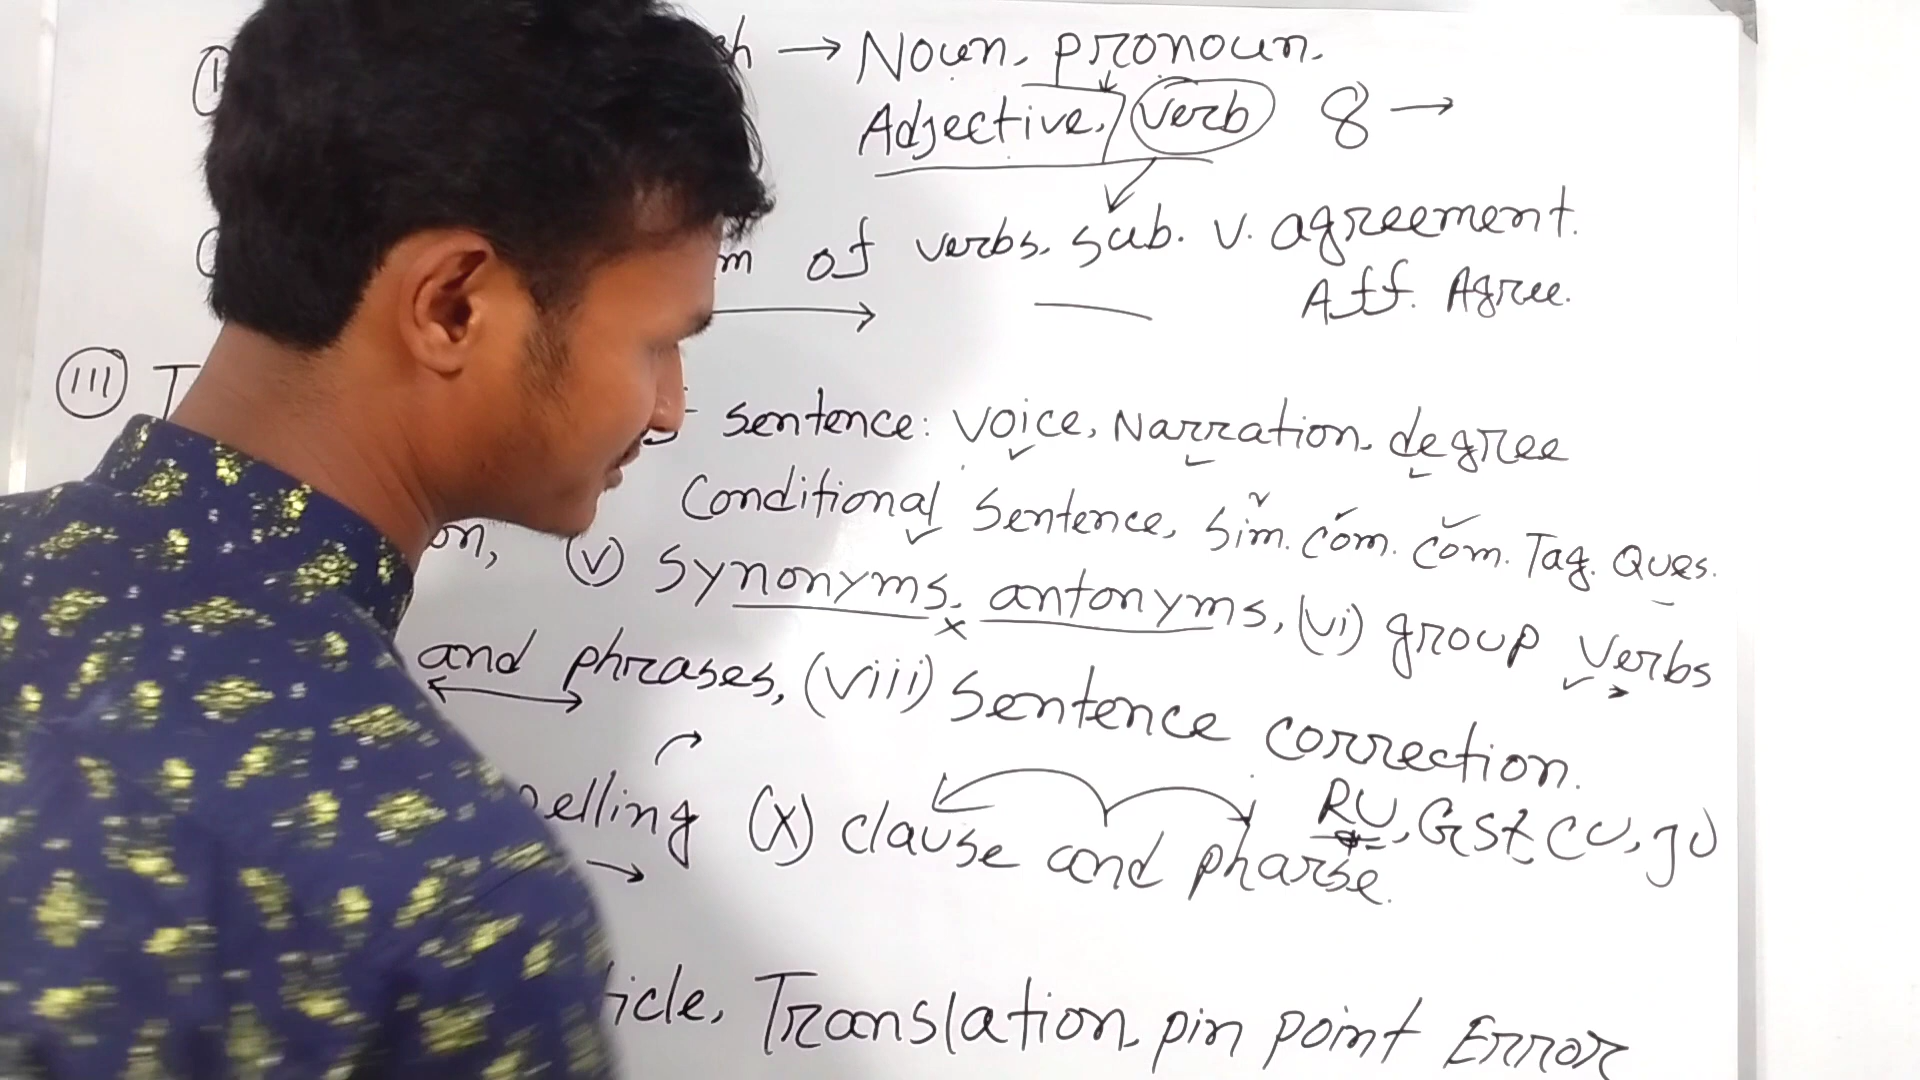 → Noun, pronoun.
Adjective, verb 8 →
of verbs. sub. v. agreement.
Aff. Agree.
(III) sentence: voice, Narration, degree
Conditional Sentence, Sim. com. com. Tag. Ques.
(v) synonyms, antonyms, (vi) group verbs
and phrases, (viii) Sentence correction.
elling (x) clause and pharse. RU, GST, CU, JU
icle, Translation, pin point Error